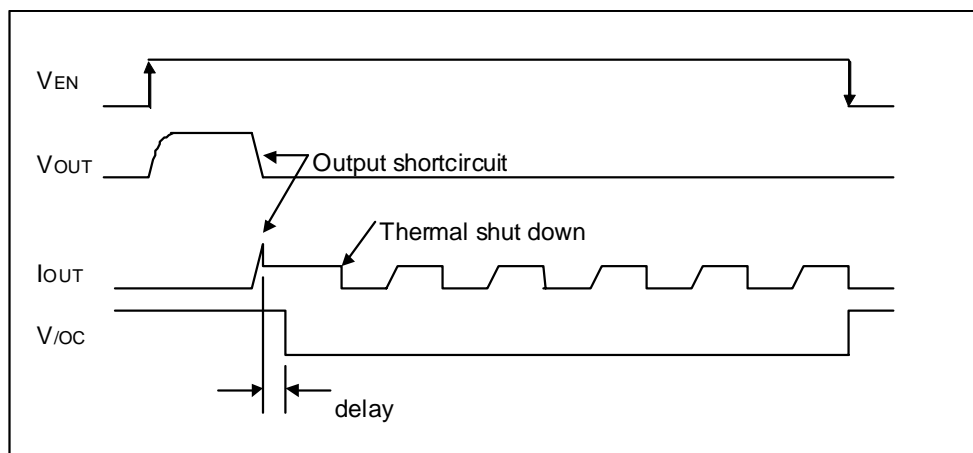 VEN
VOUT
Output shortcircuit
Thermal shut down
IOUT
V/OC
delay